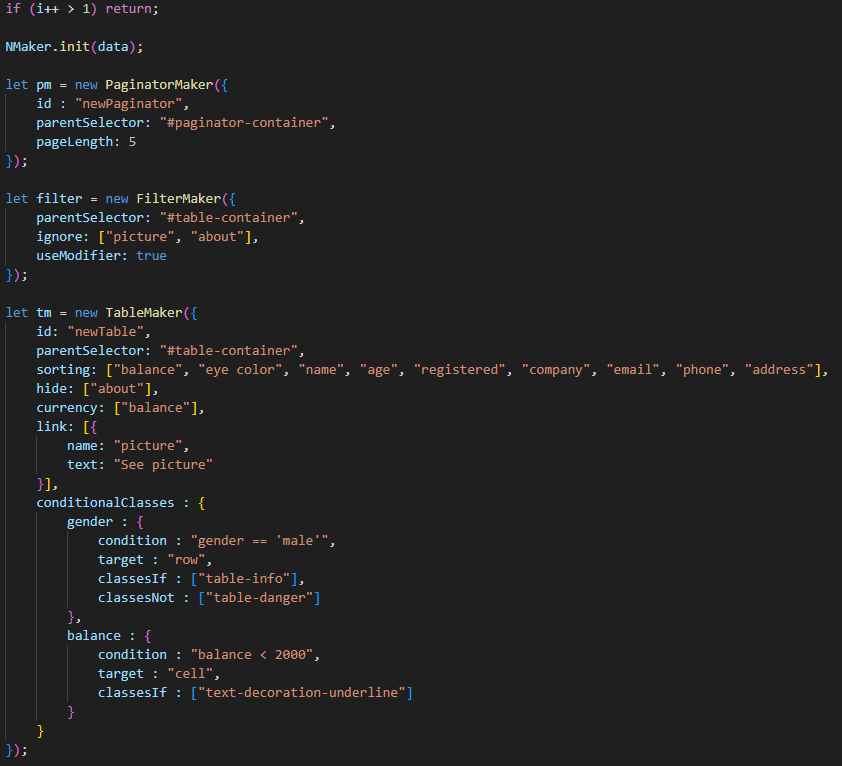 if (i++ > 1) return;
NMaker.init(data);
let pm = new PaginatorMaker({
id : "newPaginator",
parentSelector: "#paginator-container",
pageLength: 5
});
let filter = new FilterMaker({
parentSelector: "#table-container",
ignore: ["picture", "about"],
useModifier: true
});
let tm = new TableMaker({
id: "newTable",
parentSelector: "#table-container",
sorting: ["balance", "eye color", "name", "age", "registered", "company", "email", "phone", "address"],
hide: ["about"],
currency: ["balance"],
link: [{
name: "picture",
text: "See picture"
}],
conditionalClasses : {
gender : {
condition : "gender == 'male'",
target : "row",
classesIf : ["table-info"],
classesNot : ["table-danger"]
},
balance : {
condition : "balance < 2000",
target : "cell",
classesIf : ["text-decoration-underline"]
}
}
});